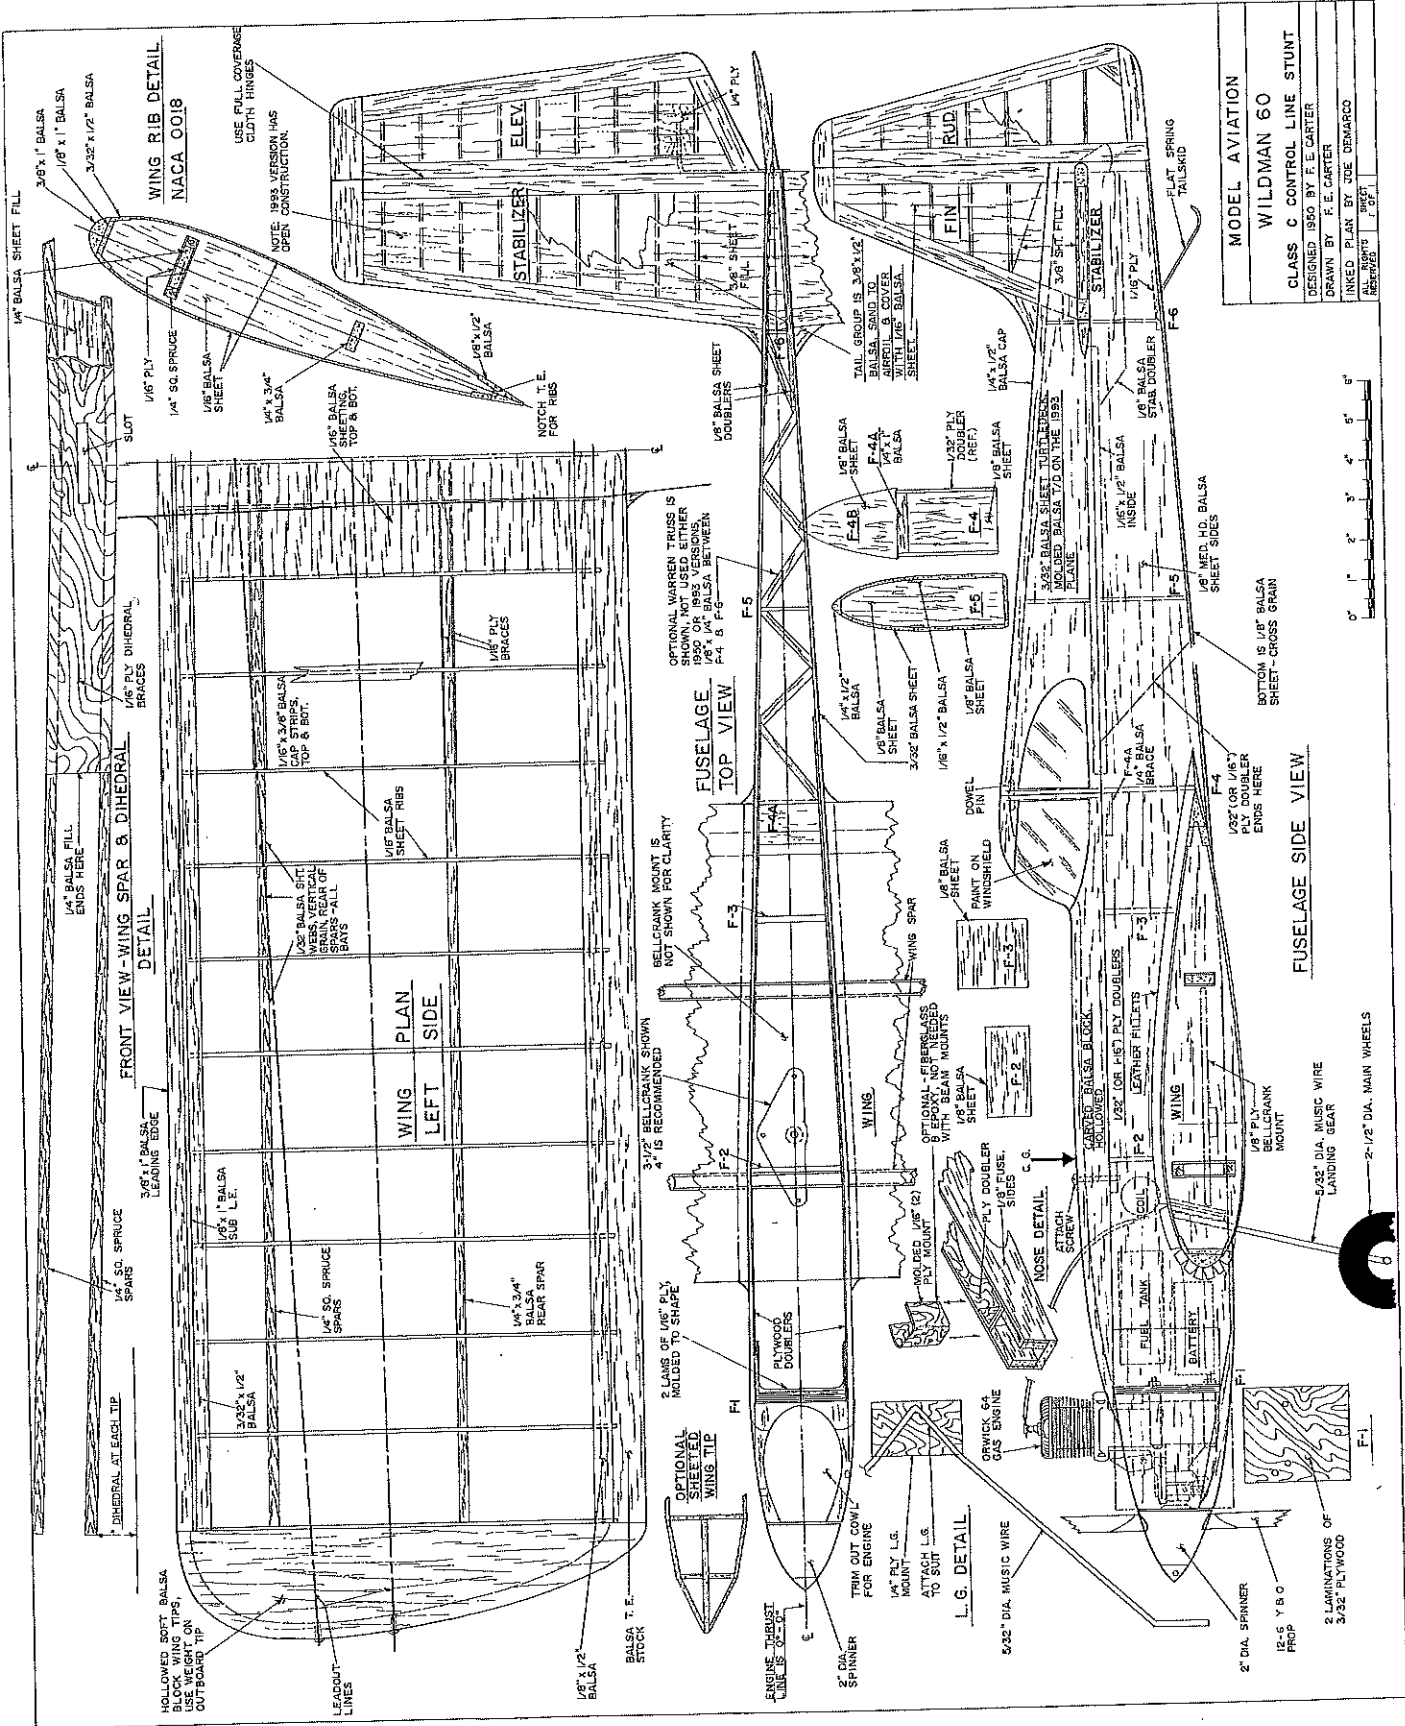 1/4" BALSA SHEET FILL
3/8" x 1" BALSA
1/8" x 1" BALSA
3/32" x 1/2" BALSA
WING RIB DETAIL
NACA 0018
1/16" PLY
1/4" SQ. SPRUCE
1/16" BALSA
SHEET
1/4" x 3/4"
BALSA
1/8" x 1/2"
BALSA
NOTCH T. E.
FOR RIBS
SLOT
1/16" PLY DIHEDRAL
BRACES
1/4" BALSA FILL
ENDS HERE
FRONT VIEW-WING SPAR & DIHEDRAL
DETAIL
1/4" SQ. SPRUCE
SPARS
" DIHEDRAL AT EACH TIP
USE FULL COVERAGE
CLOTH HINGES
NOTE: 1993 VERSION HAS
OPEN CONSTRUCTION.
STABILIZER
ELEV.
1/4" PLY
3/8" SHEET
FILL
TAIL GROUP IS 3/8"x 1/2"
BALSA, SAND TO
AIRFOIL & COVER
WITH 1/16" BALSA
SHEET
3/8" x 1" BALSA
LEADING EDGE
1/8" x 1" BALSA
SUB L.E.
1/16" BALSA
SHEETING,
TOP & BOT.
1/16" PLY
BRACES
1/16" x 3/8" BALSA
CAP STRIPS,
TOP & BOT.
1/16" BALSA
SHEET RIBS
1/32" BALSA SHT.
WEBS, VERTICAL
GRAIN, REAR OF
SPARS-ALL
BAYS
WING PLAN
LEFT SIDE
1/4" SQ. SPRUCE
SPARS
1/4" x 3/4"
BALSA
REAR SPAR
3/32" x 1/2"
BALSA
HOLLOWED SOFT BALSA
BLOCK WING TIPS,
USE WEIGHT ON
OUTBOARD TIP
LEADOUT
LINES
1/8" x 1/2"
BALSA
BALSA T. E.
STOCK
OPTIONAL
SHEETED
WING TIP
1/8" BALSA SHEET
DOUBLERS
F-6
OPTIONAL WARREN TRUSS IS
SHOWN, NOT USED EITHER
1950 OR 1993 VERSIONS,
1/8" x 1/4" BALSA BETWEEN
F-4 & F-6
F-5
FUSELAGE
TOP VIEW
F-4A
BELLCRANK MOUNT IS
NOT SHOWN FOR CLARITY
F-3
3-1/2" BELLCRANK SHOWN
4" IS RECOMMENDED
F-2
WING SPAR
WING
2 LAMS OF 1/16" PLY,
MOLDED TO SHAPE
PLYWOOD
DOUBLERS
F-1
ENGINE THRUST
LINE IS 0°-0°
2" DIA.
SPINNER
TRIM OUT COWL
FOR ENGINE
1/4" PLY L.G.
MOUNT
ATTACH L.G.
TO SUIT
L.G. DETAIL
5/32" DIA. MUSIC WIRE
OPTIONAL-FIBERGLASS
& EPOXY, NOT NEEDED
WITH BEAM MOUNTS
MOLDED 1/16" (2)
PLY MOUNT
PLY DOUBLER
1/8" FUSE.
SIDES
NOSE DETAIL
1/8" BALSA
SHEET
F-2
1/8" BALSA
SHEET
F-3
1/8" BALSA
SHEET
F-4B
F-4A
1/4" x 1"
BALSA
1/32" PLY
DOUBLER
(REF.)
F-4
1/8" BALSA
SHEET
F-5
1/4" x 1/2"
BALSA
1/8" BALSA
SHEET
3/32" BALSA SHEET
1/16" x 1/2" BALSA
1/8" BALSA
SHEET
FIN
RUD.
3/8" SHT. FILL
STABILIZER
1/16" PLY
FLAT SPRING
TAILSKID
F-6
1/4" x 1/2"
BALSA CAP
1/8" BALSA
STAB DOUBLER
3/32 BALSA SHEET TURTLEDECK.
MOLDED BALSA T/D ON THE 1993
PLANE
1/16" x 1/2" BALSA
INSIDE
1/8" MED. HD. BALSA
SHEET SIDES
F-5
BOTTOM IS 1/8" BALSA
SHEET-CROSS GRAIN
DOWEL
PIN
PAINT ON
WINDSHIELD
F-4A
1/4" BALSA
BRACE
F-4
1/32" (OR 1/16")
PLY DOUBLER
ENDS HERE
FUSELAGE SIDE VIEW
F-3
CARVED BALSA BLOCK,
HOLLOWED
1/32" (OR 1/16") PLY DOUBLERS
LEATHER FILLETS
F-2
WING
1/8" PLY
BELLCRANK
MOUNT
C. G.
ATTACH
SCREW
COIL
FUEL TANK
BATTERY
5/32" DIA. MUSIC WIRE
LANDING GEAR
2-1/2" DIA. MAIN WHEELS
ORWICK 64
GAS ENGINE
F-1
2" DIA. SPINNER
12-6 Y & O
PROP
2 LAMINATIONS OF
3/32" PLYWOOD
F-1
0" 1" 2" 3" 4" 5" 6"
MODEL AVIATION
WILDMAN 60
CLASS C CONTROL LINE STUNT
DESIGNED 1950 BY F. E. CARTER
DRAWN BY F. E. CARTER
INKED PLAN BY JOE DEMARCO
ALL RIGHTS RESERVED
SHEET 1 OF 1